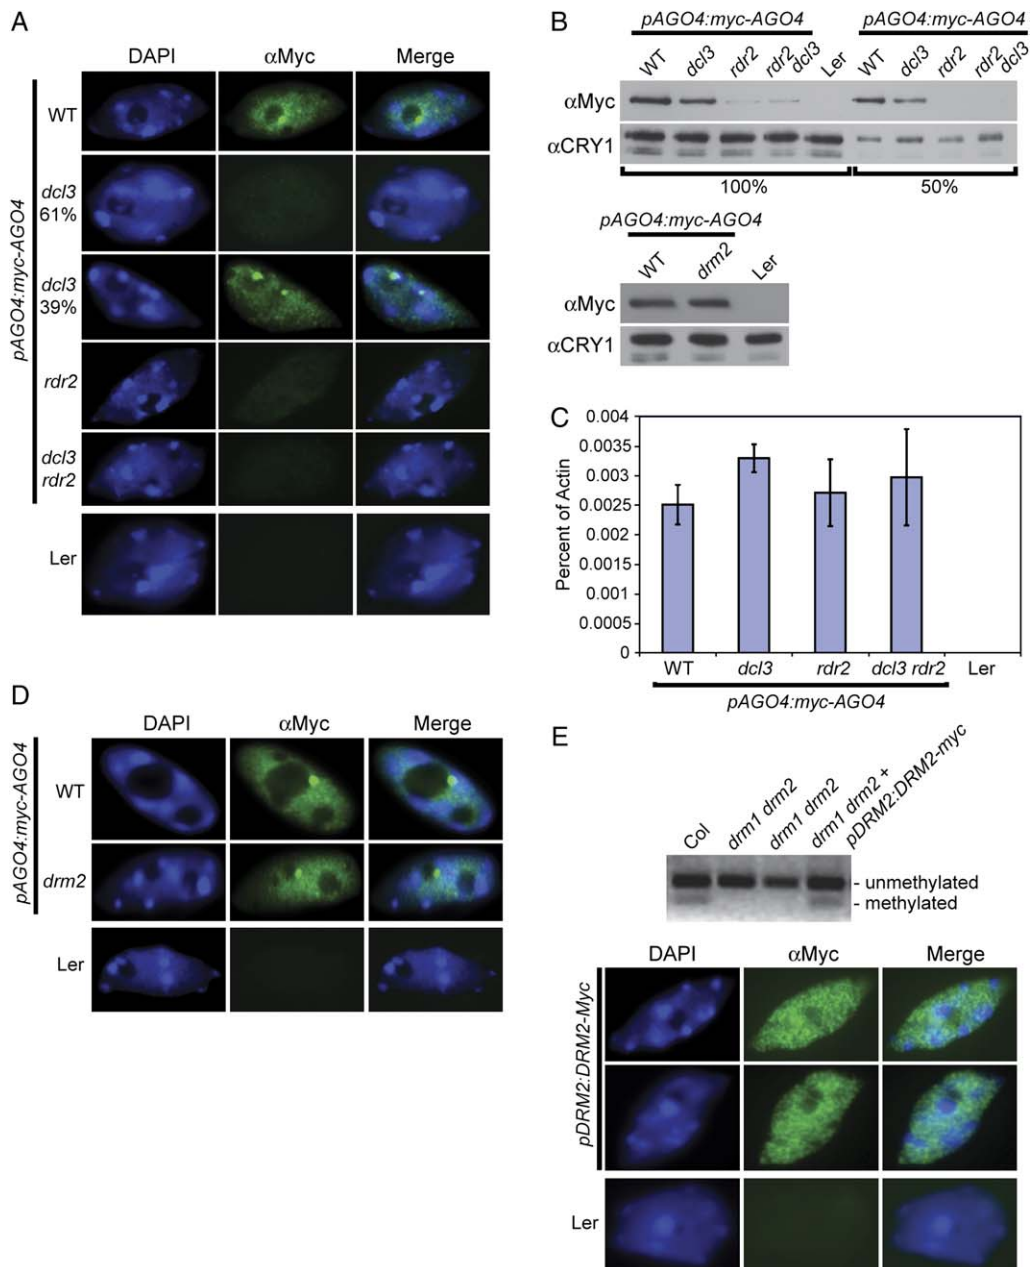 A
DAPI αMyc Merge
pAGO4:myc-AGO4
WT
dcl3
61%
dcl3
39%
rdr2
dcl3
rdr2
Ler
B
pAGO4:myc-AGO4 pAGO4:myc-AGO4
WT dcl3 rdr2 rdr2 dcl3 Ler WT dcl3 rdr2 rdr2 dcl3
αMyc
αCRY1
100% 50%
pAGO4:myc-AGO4
WT drm2 Ler
αMyc
αCRY1
C
Percent of Actin
0.004
0.0035
0.003
0.0025
0.002
0.0015
0.001
0.0005
0
WT dcl3 rdr2 dcl3 rdr2 Ler
pAGO4:myc-AGO4
D
DAPI αMyc Merge
pAGO4:myc-AGO4
WT
drm2
Ler
E
Col drm1 drm2 drm1 drm2 drm1 drm2 + pDRM2:DRM2-myc
- unmethylated
- methylated
DAPI αMyc Merge
pDRM2:DRM2-Myc
Ler